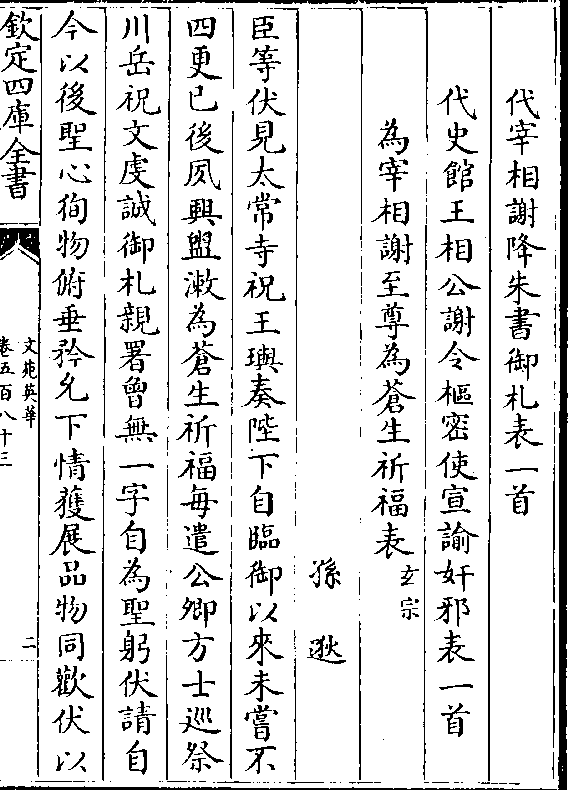 代宰相謝降朱書御札表一首
代史館王相公謝令樞密使宣諭奸邪表一首
為宰相謝至尊為蒼生祈福表 玄宗
孫逖
臣等伏見太常寺祝王璵奏陛下自臨御以來未嘗不
四更已後夙興盥漱為蒼生祈福每遣公卿方士巡祭
川岳祝文虔誠御札親署曾無一字自為聖躬伏請自
今以後聖心徇物俯垂矜允下情獲展品物同歡伏以
欽定四庫全書
文苑英華
卷五百八十三
二